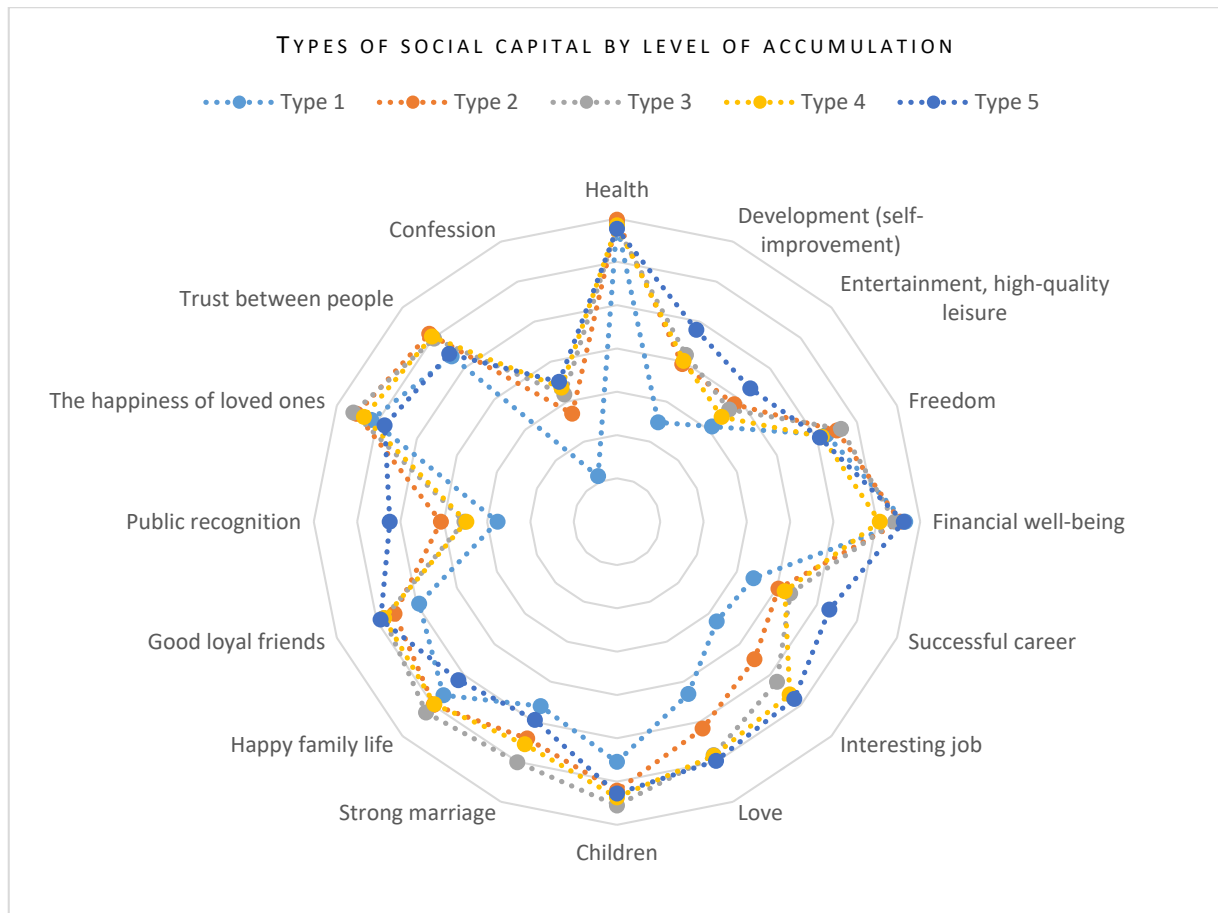 TYPES OF SOCIAL CAPITAL BY LEVEL OF ACCUMULATION
Type 1 Type 2 Type 3 Type 4 Type 5
Health
Development (self-
improvement)
Entertainment, high-quality
leisure
Freedom
Financial well-being
Successful career
Interesting job
Love
Children
Strong marriage
Happy family life
Good loyal friends
Public recognition
The happiness of loved ones
Trust between people
Confession